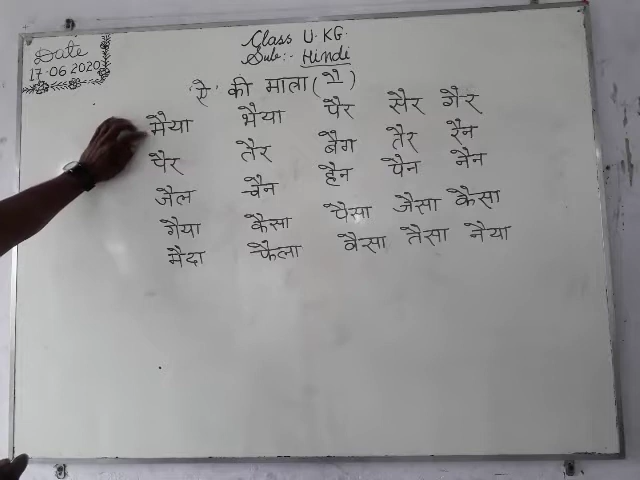 Date
17.06.2020
Class U.KG.
Sub:- Hindi
'ऐ' की माला (ै)
मैया भैया पैर सैर गैर
पैर तैर बैग तैर रैन
जैल चैन हैन पैन नैन
गैया कैसा पैसा जैसा कैसा
मैदा फैला वैसा तैसा नैया